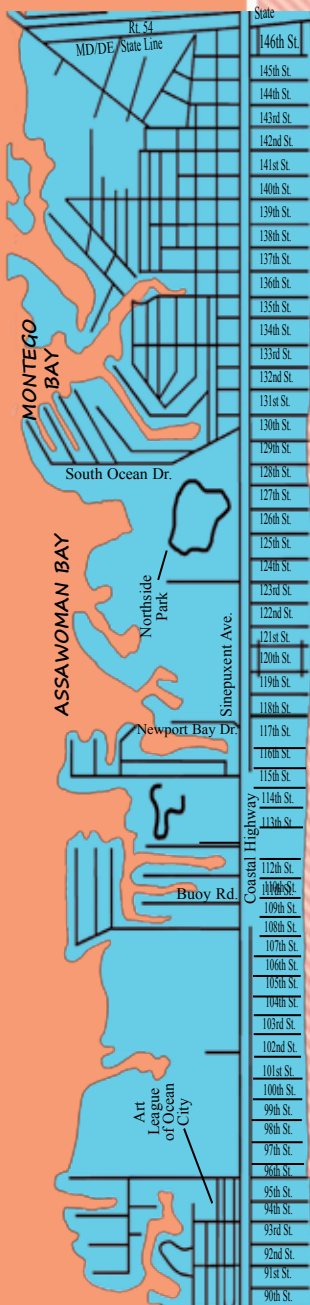 State
Rt. 54
MD/DE State Line
146th St.
145th St.
144th St.
143rd St.
142nd St.
141st St.
140th St.
139th St.
138th St.
137th St.
136th St.
135th St.
134th St.
133rd St.
132nd St.
131st St.
130th St.
129th St.
128th St.
127th St.
126th St.
125th St.
124th St.
123rd St.
122nd St.
121st St.
120th St.
119th St.
118th St.
117th St.
116th St.
115th St.
114th St.
113th St.
112th St.
109th St.
108th St.
107th St.
106th St.
105th St.
104th St.
103rd St.
102nd St.
101st St.
100th St.
99th St.
98th St.
97th St.
96th St.
95th St.
94th St.
93rd St.
92nd St.
91st St.
90th St.
MONTEGO
BAY
South Ocean Dr.
ASSAWOMAN BAY
Northside
Park
Sinepuxent Ave.
Newport Bay Dr.
Coastal Highway
Buoy Rd.
Art
League
of Ocean
City